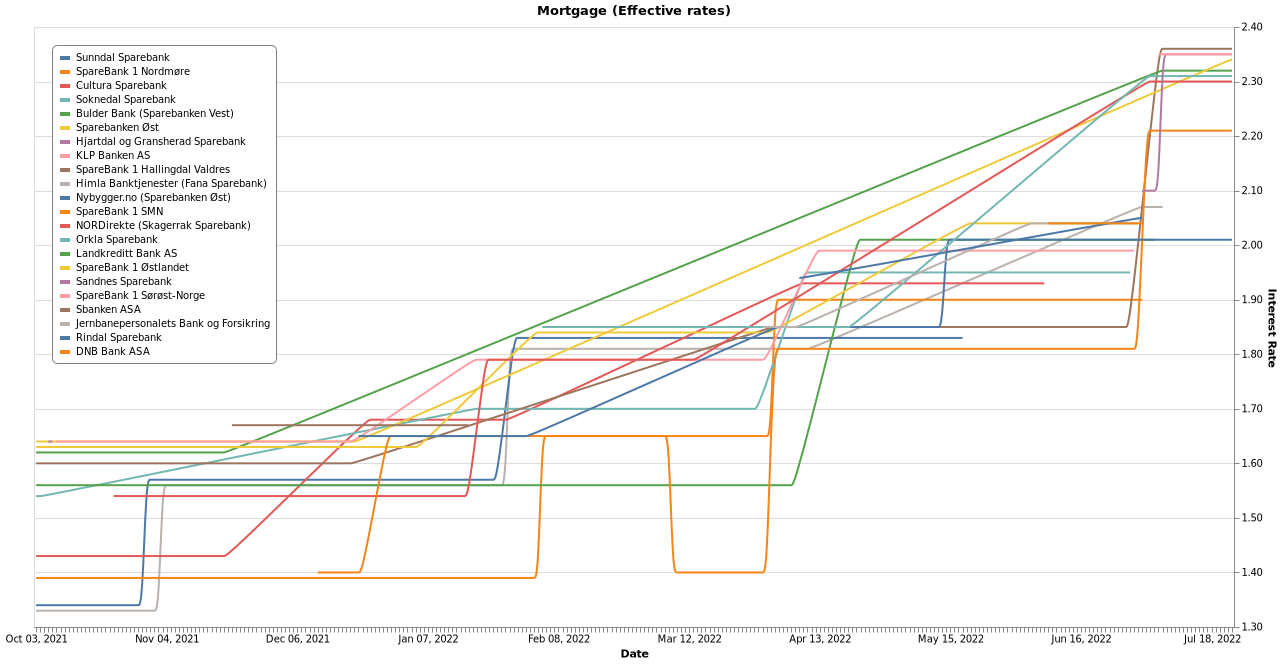 Mortgage (Effective rates)
Sunndal Sparebank
SpareBank 1 Nordmøre
Cultura Sparebank
Soknedal Sparebank
Bulder Bank (Sparebanken Vest)
Sparebanken Øst
Hjartdal og Gransherad Sparebank
KLP Banken AS
SpareBank 1 Hallingdal Valdres
Himla Banktjenester (Fana Sparebank)
Nybygger.no (Sparebanken Øst)
SpareBank 1 SMN
NORDirekte (Skagerrak Sparebank)
Orkla Sparebank
Landkreditt Bank AS
SpareBank 1 Østlandet
Sandnes Sparebank
SpareBank 1 Sørøst-Norge
Sbanken ASA
Jernbanepersonalets Bank og Forsikring
Rindal Sparebank
DNB Bank ASA
2.40
2.30
2.20
2.10
2.00
1.90
1.80
1.70
1.60
1.50
1.40
1.30
Interest Rate
Oct 03, 2021 Nov 04, 2021 Dec 06, 2021 Jan 07, 2022 Feb 08, 2022 Mar 12, 2022 Apr 13, 2022 May 15, 2022 Jun 16, 2022 Jul 18, 2022
Date